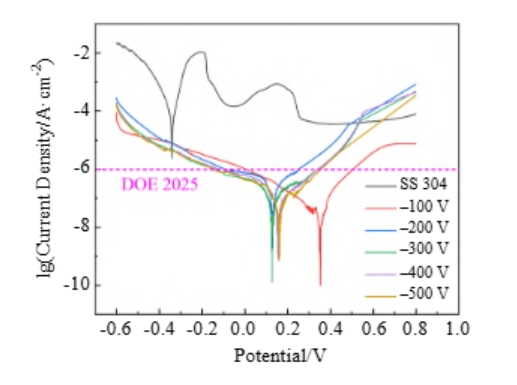 lg(Current Density/A· cm⁻²)
-2
-4
-6
-8
-10
DOE 2025
SS 304
−100 V
−200 V
−300 V
−400 V
−500 V
-0.6 -0.4 -0.2 0.0 0.2 0.4 0.6 0.8 1.0
Potential/V